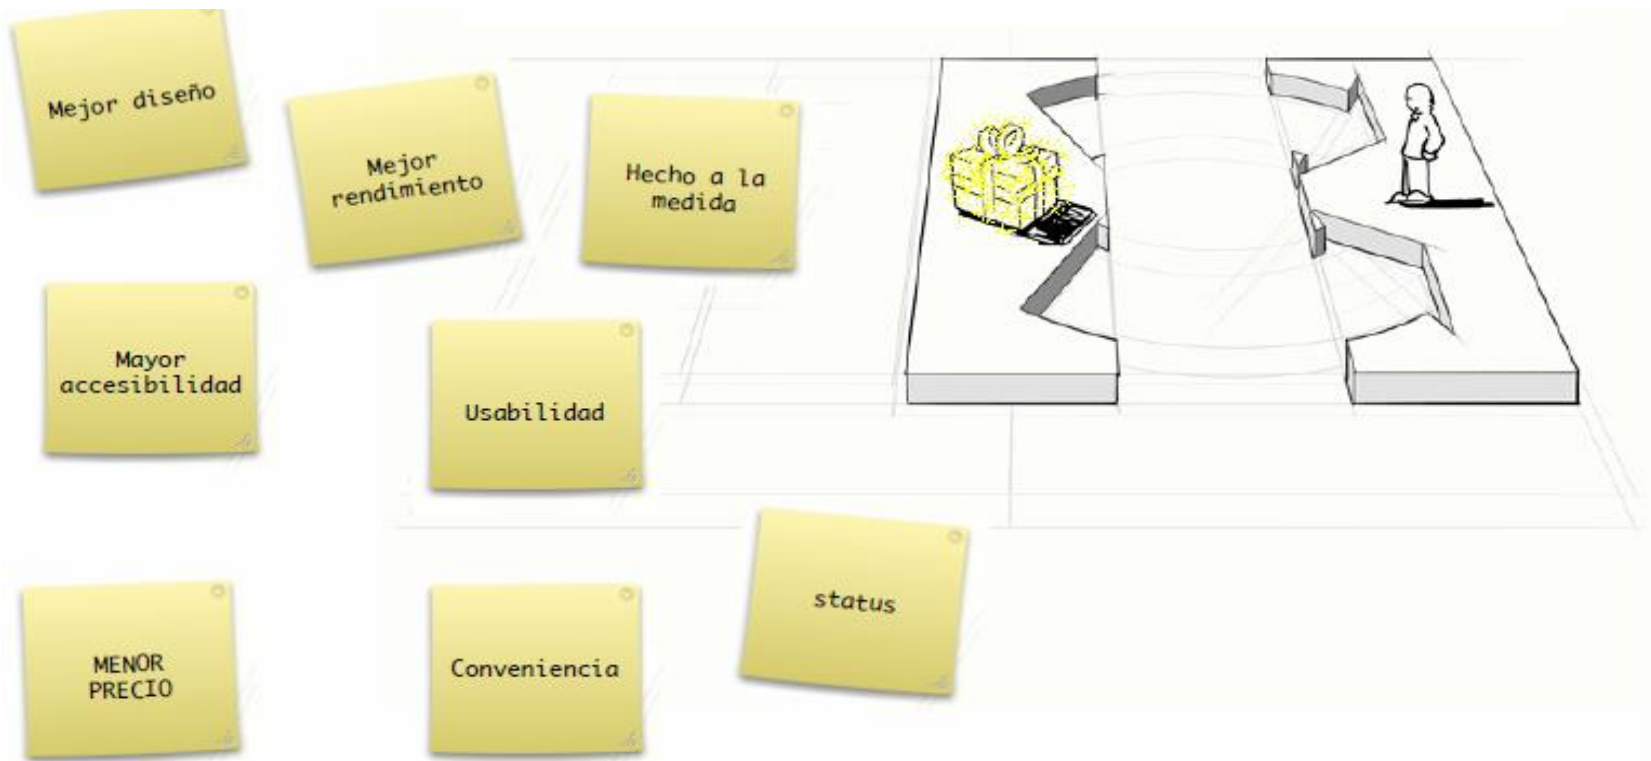 Mejor diseño
Mejor
rendimiento
Hecho a la
medida
Mayor
accesibilidad
Usabilidad
status
MENOR
PRECIO
Conveniencia